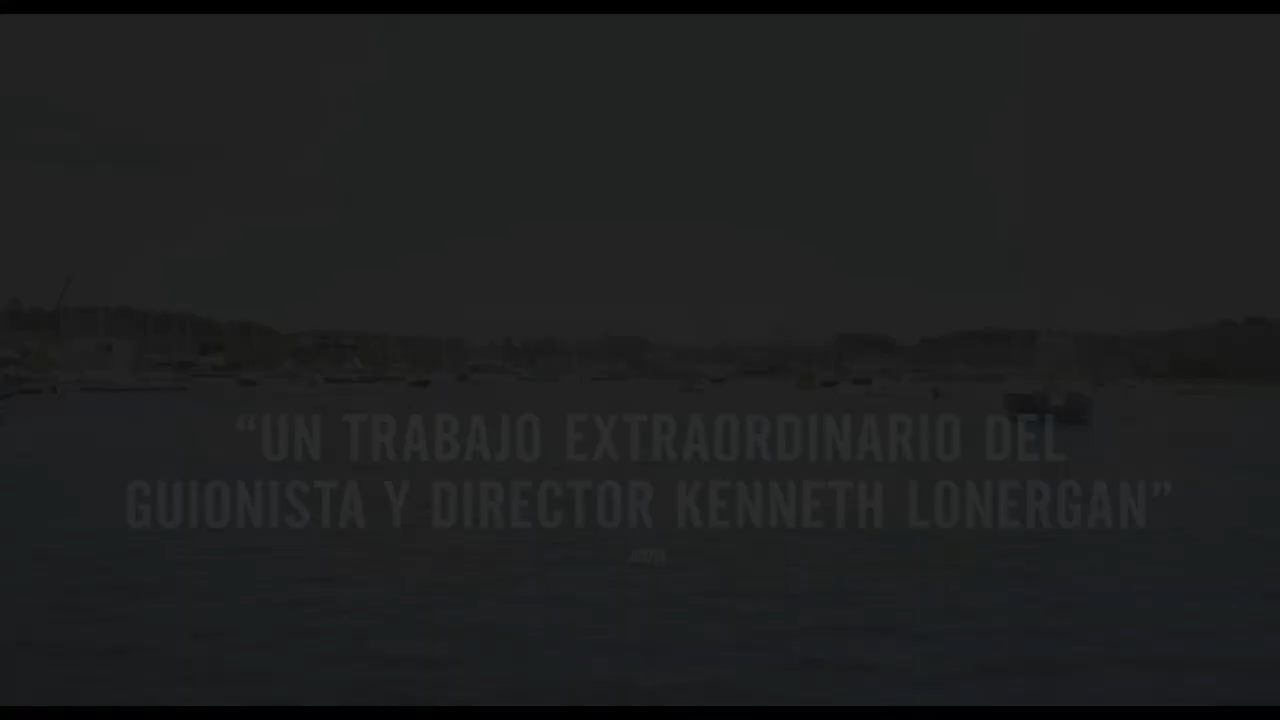 “UN TRABAJO EXTRAORDINARIO DEL
GUIONISTA Y DIRECTOR KENNETH LONERGAN”